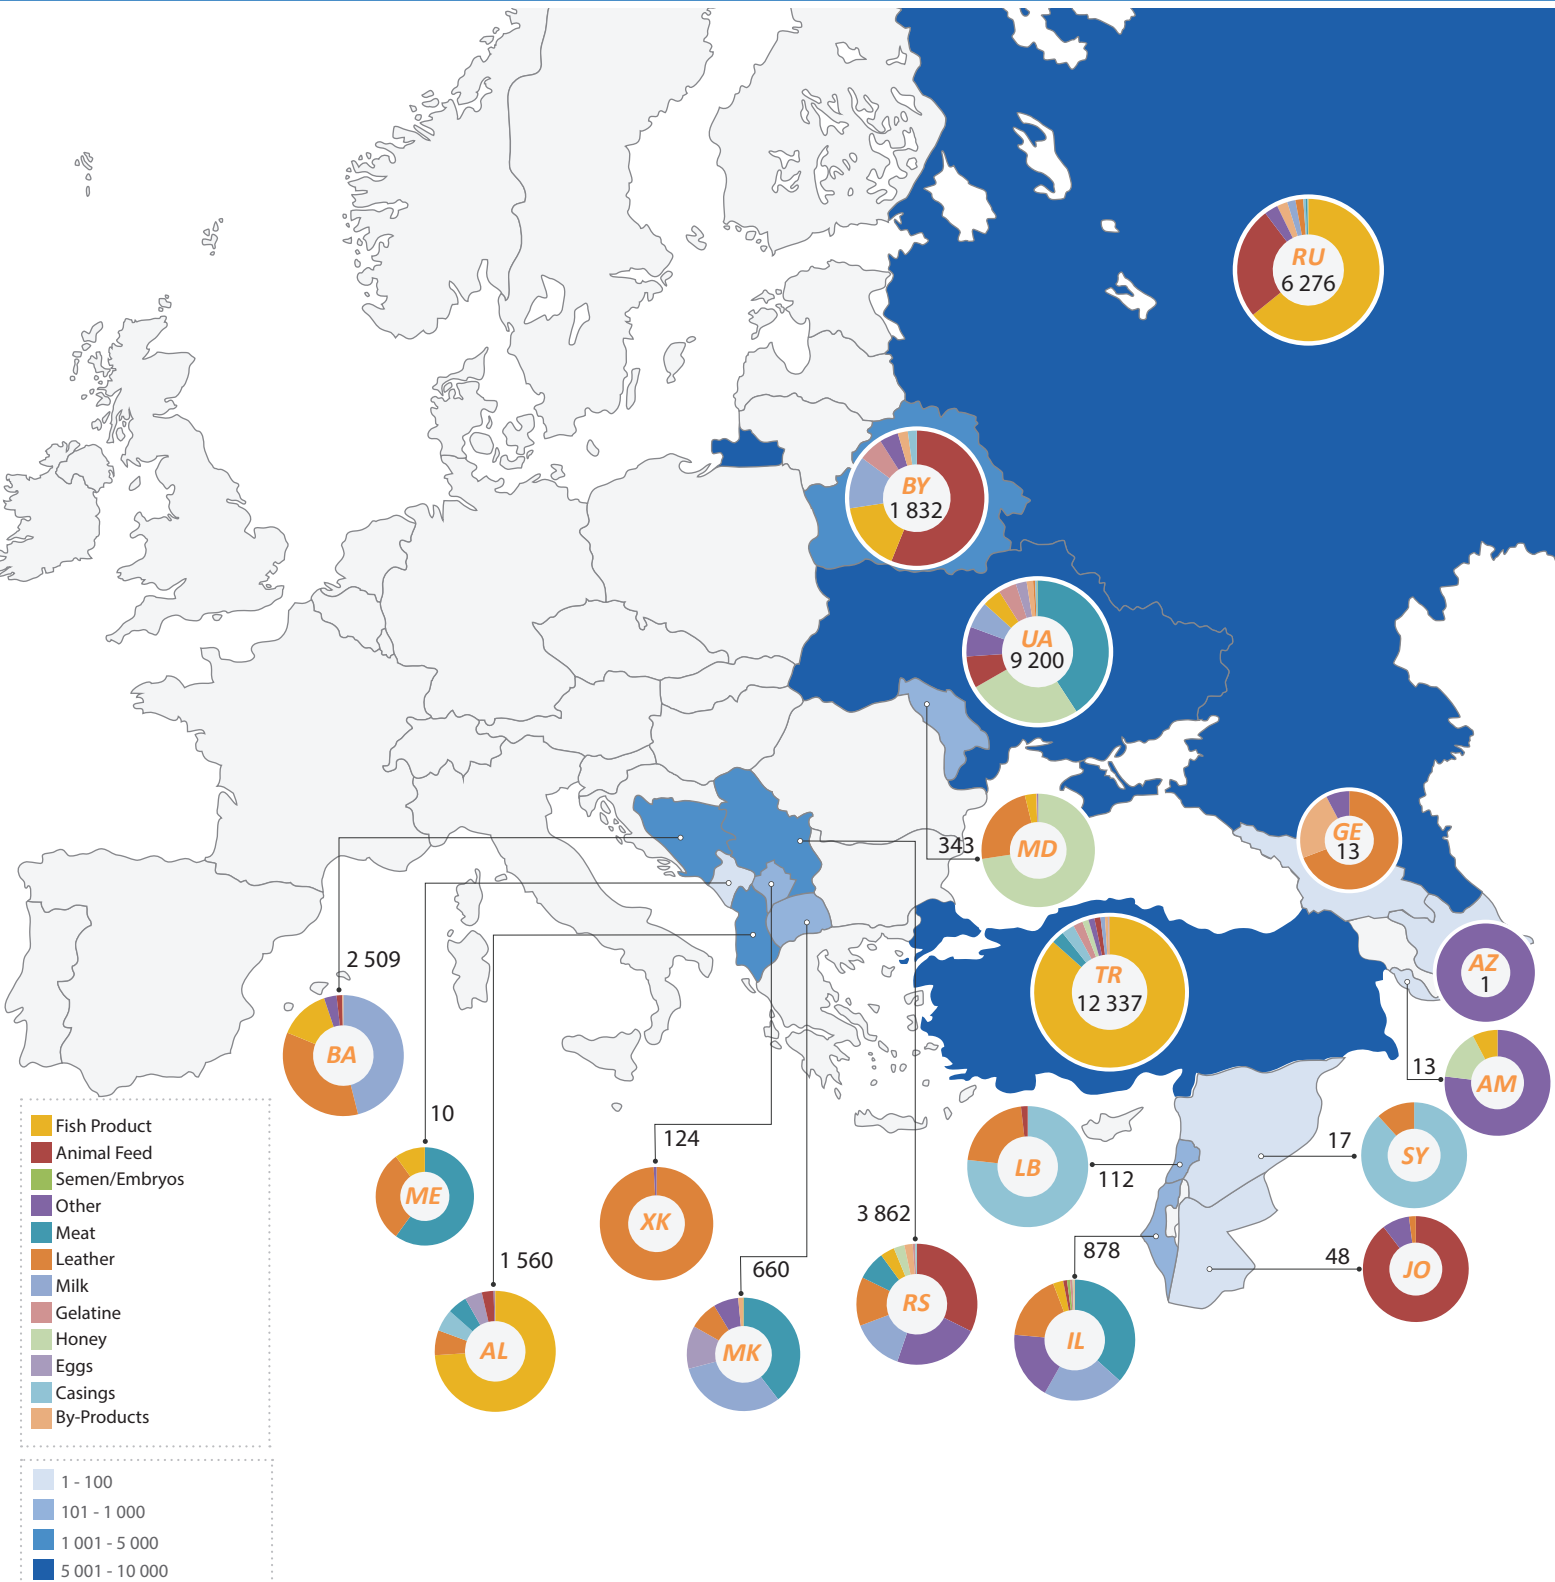 RU
6 276
BY
1 832
UA
9 200
343
MD
GE
13
TR
12 337
AZ
1
13
AM
2 509
BA
10
ME
124
XK
1 560
AL
660
MK
3 862
RS
LB
112
17
SY
878
IL
48
JO
Fish Product
Animal Feed
Semen/Embryos
Other
Meat
Leather
Milk
Gelatine
Honey
Eggs
Casings
By-Products
1 - 100
101 - 1 000
1 001 - 5 000
5 001 - 10 000